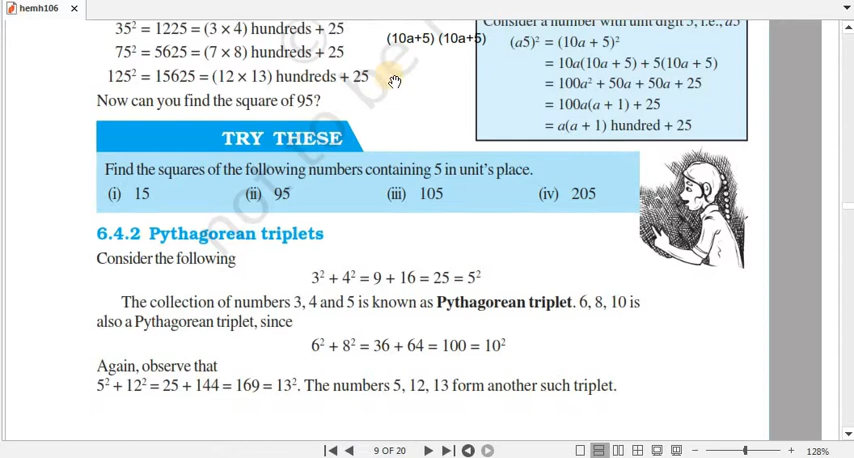 hemh106
35² = 1225 = (3 × 4) hundreds + 25
75² = 5625 = (7 × 8) hundreds + 25
125² = 15625 = (12 × 13) hundreds + 25
Now can you find the square of 95?
(10a+5) (10a+5)
Consider a number with unit digit 5, i.e., a5
(a5)² = (10a + 5)²
= 10a(10a + 5) + 5(10a + 5)
= 100a² + 50a + 50a + 25
= 100a(a + 1) + 25
= a(a + 1) hundred + 25
TRY THESE
Find the squares of the following numbers containing 5 in unit's place.
(i) 15 (ii) 95 (iii) 105 (iv) 205
6.4.2 Pythagorean triplets
Consider the following
3² + 4² = 9 + 16 = 25 = 5²
The collection of numbers 3, 4 and 5 is known as Pythagorean triplet. 6, 8, 10 is
also a Pythagorean triplet, since
6² + 8² = 36 + 64 = 100 = 10²
Again, observe that
5² + 12² = 25 + 144 = 169 = 13². The numbers 5, 12, 13 form another such triplet.
© not to be
9 OF 20
128%